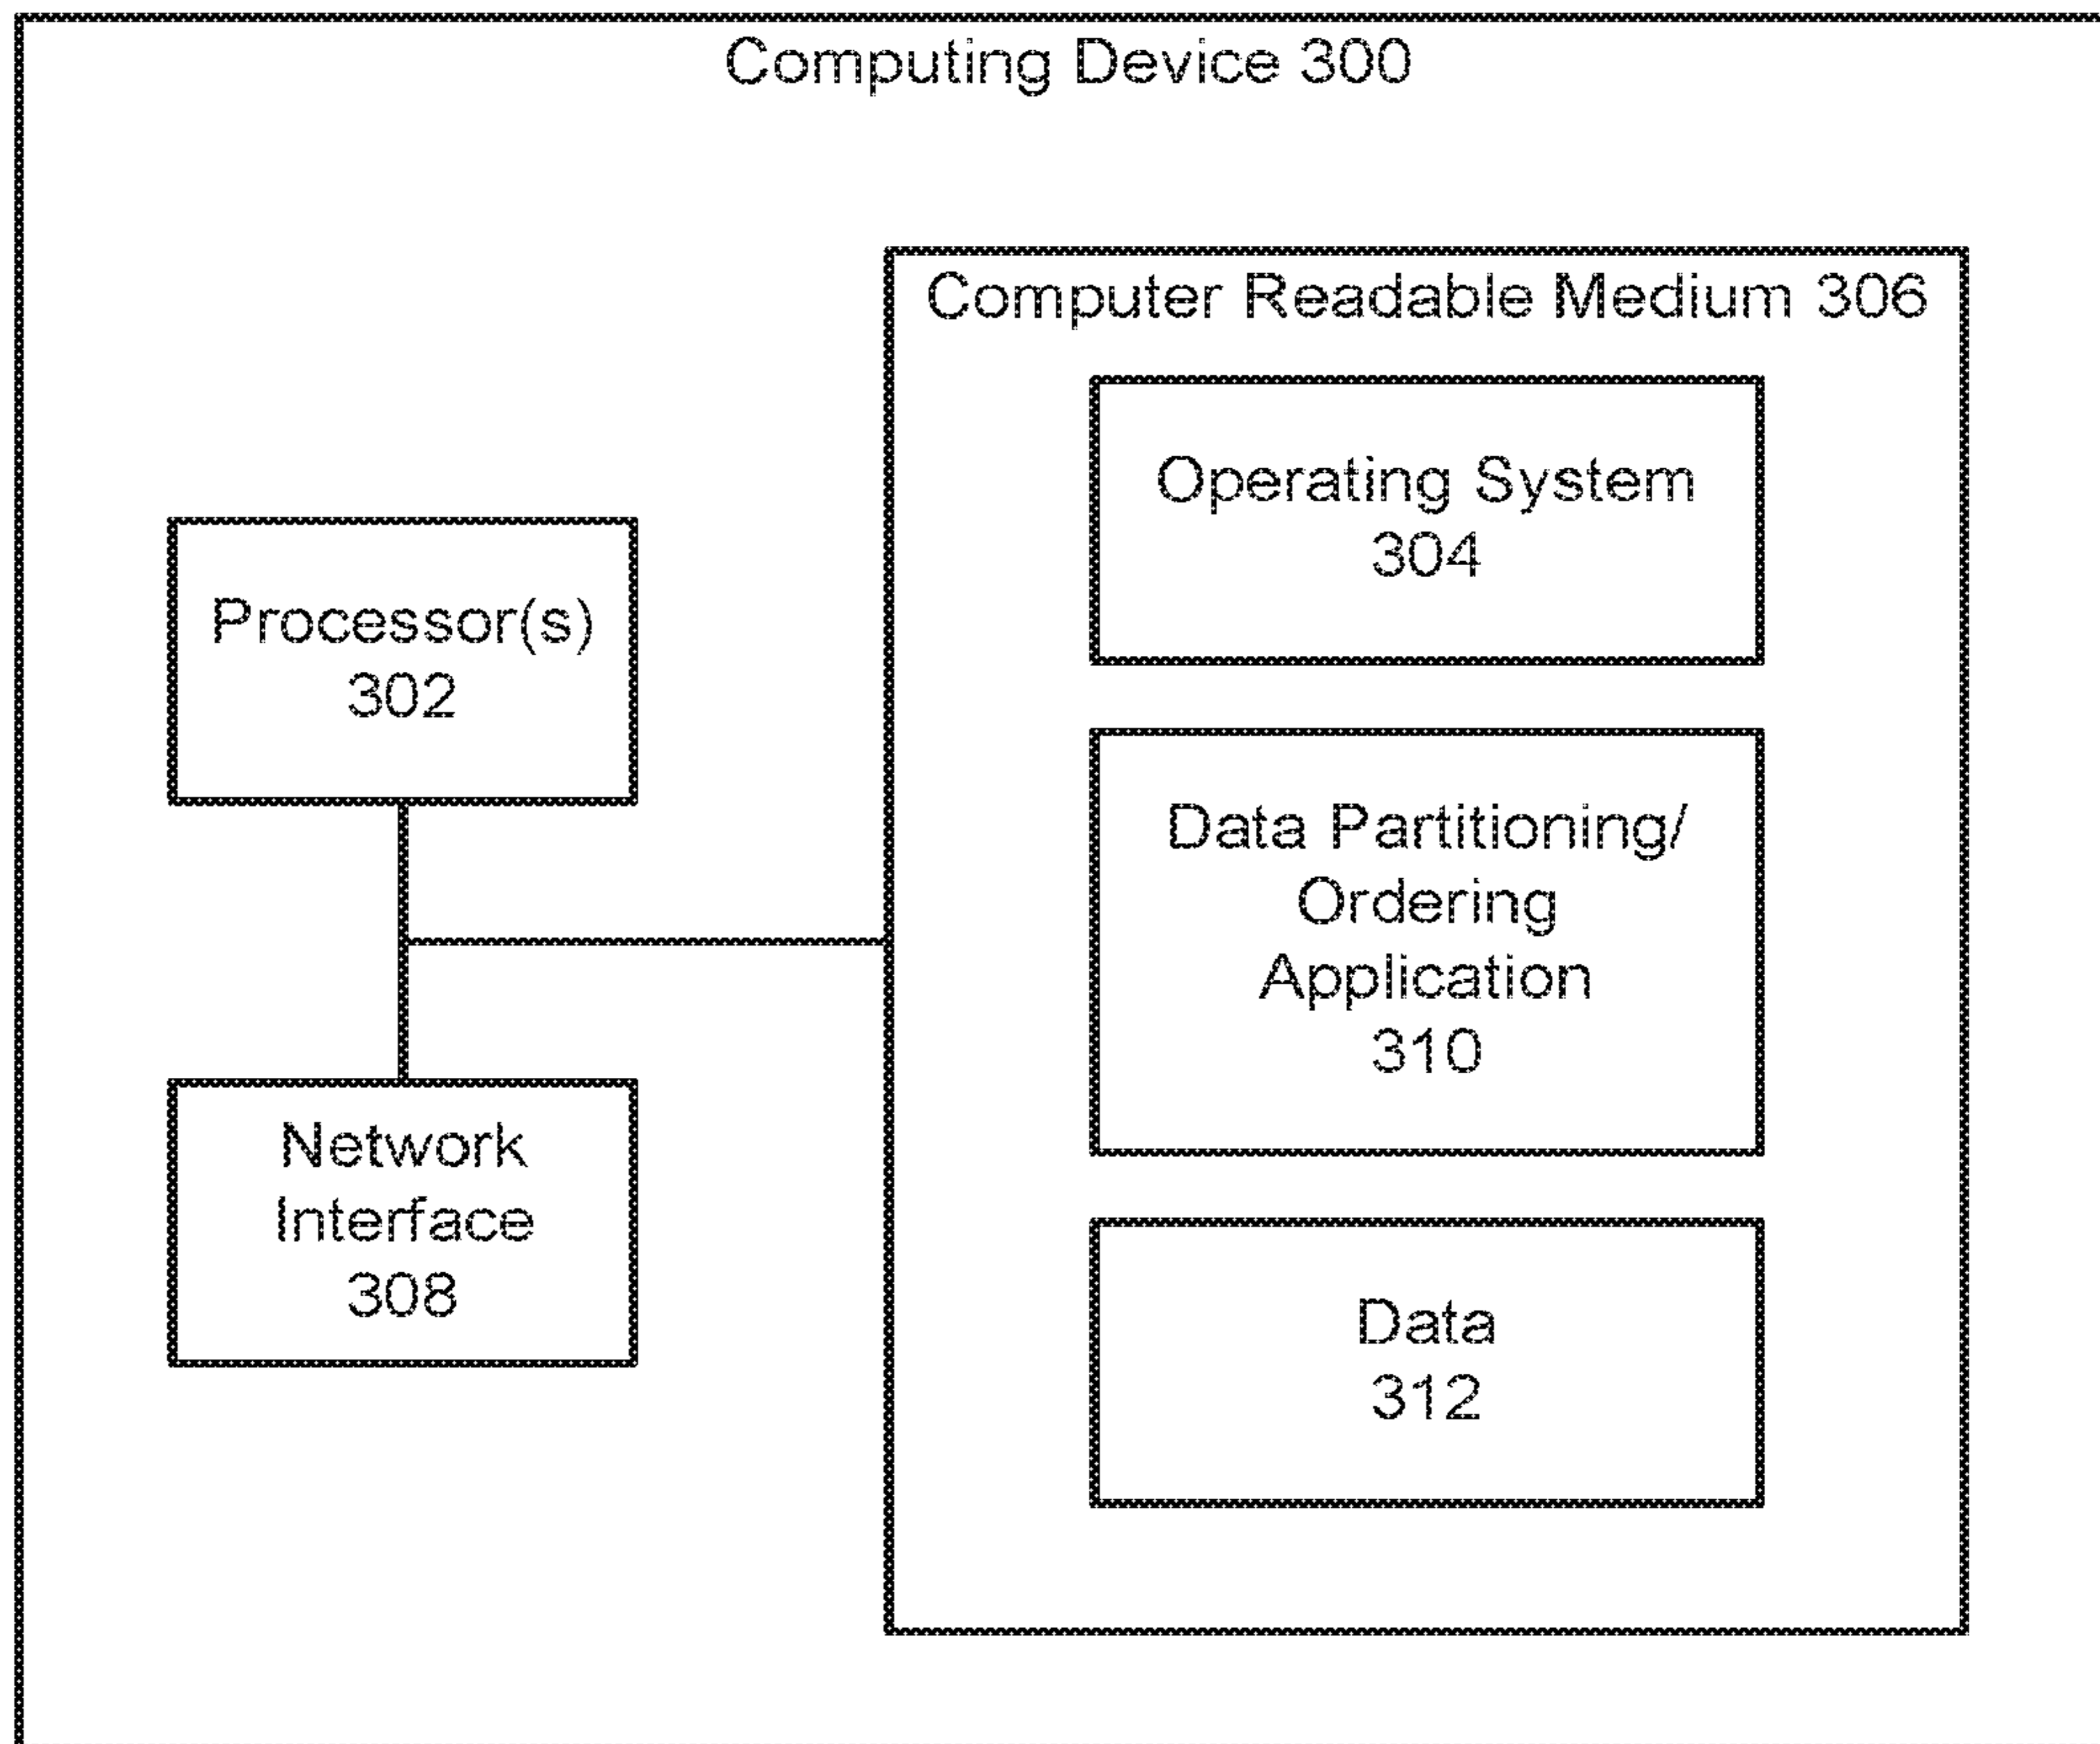 Computing Device 300
Computer Readable Medium 306
Operating System
304
Processor(s)
302
Data Partitioning/
Ordering
Application
310
Network
Interface
308
Data
312